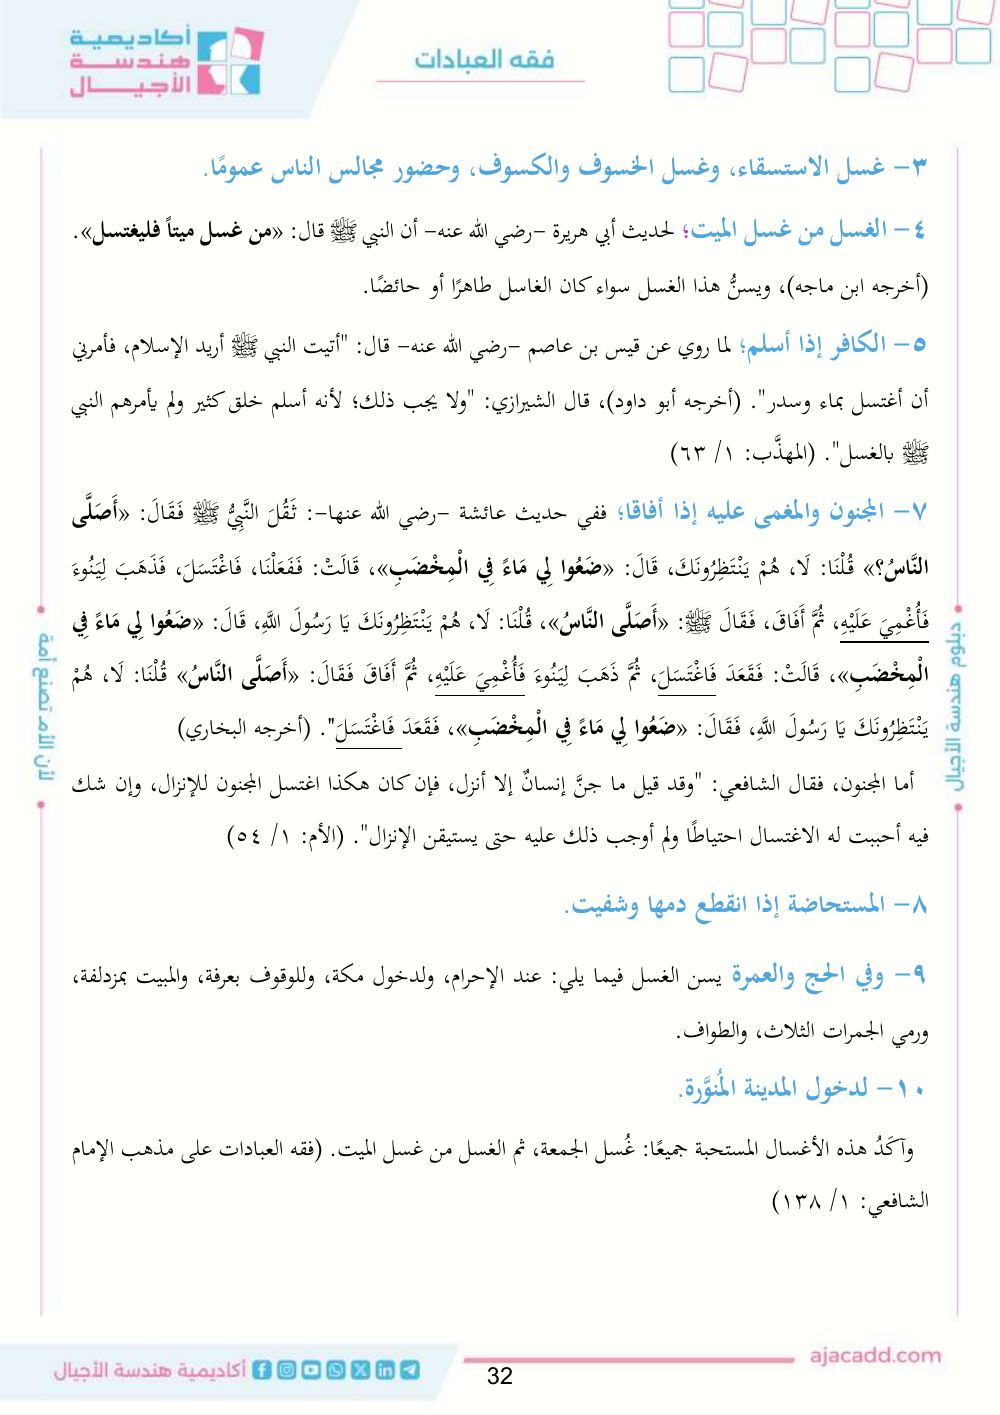 أكاديمية
هندسة
الأجيال
فقه العبادات
٣- غسل الاستسقاء، وغسل الخسوف والكسوف، وحضور مجالس الناس عمومًا.
٤- الغسل من غسل الميت؛ لحديث أبي هريرة -رضي الله عنه- أن النبي ﷺ قال: «من غسل ميتاً فليغتسل».
(أخرجه ابن ماجه)، ويسنُّ هذا الغسل سواء كان الغاسل طاهرًا أو حائضًا.
٥- الكافر إذا أسلم؛ لما روي عن قيس بن عاصم -رضي الله عنه- قال: "أتيت النبي ﷺ أريد الإسلام، فأمرني
أن أغتسل بماء وسدر". (أخرجه أبو داود)، قال الشيرازي: "ولا يجب ذلك؛ لأنه أسلم خلق كثير ولم يأمرهم النبي
ﷺ بالغسل". (المهذَّب: ١/ ٦٣)
٧- المجنون والمغمى عليه إذا أفاقا؛ ففي حديث عائشة -رضي الله عنها-: ثَقُلَ النَّبِيُّ ﷺ فَقَالَ: «أَصَلَّى
النَّاسُ؟» قُلْنَا: لَا، هُمْ يَنْتَظِرُونَكَ، قَالَ: «ضَعُوا لِي مَاءً فِي الْمِخْضَبِ»، قَالَتْ: فَفَعَلْنَا، فَاغْتَسَلَ، فَذَهَبَ لِيَنُوءَ
فَأُغْمِيَ عَلَيْهِ، ثُمَّ أَفَاقَ، فَقَالَ ﷺ: «أَصَلَّى النَّاسُ»، قُلْنَا: لَا، هُمْ يَنْتَظِرُونَكَ يَا رَسُولَ اللَّهِ، قَالَ: «ضَعُوا لِي مَاءً فِي
الْمِخْضَبِ»، قَالَتْ: فَقَعَدَ فَاغْتَسَلَ، ثُمَّ ذَهَبَ لِيَنُوءَ فَأُغْمِيَ عَلَيْهِ، ثُمَّ أَفَاقَ فَقَالَ: «أَصَلَّى النَّاسُ» قُلْنَا: لَا، هُمْ
يَنْتَظِرُونَكَ يَا رَسُولَ اللَّهِ، فَقَالَ: «ضَعُوا لِي مَاءً فِي الْمِخْضَبِ»، فَقَعَدَ فَاغْتَسَلَ". (أخرجه البخاري)
أما المجنون، فقال الشافعي: "وقد قيل ما جنَّ إنسانٌ إلا أنزل، فإن كان هكذا اغتسل المجنون للإنزال، وإن شك
فيه أحببت له الاغتسال احتياطًا ولم أوجب ذلك عليه حتى يستيقن الإنزال". (الأم: ١/ ٥٤)
٨- المستحاضة إذا انقطع دمها وشفيت.
٩- وفي الحج والعمرة يسن الغسل فيما يلي: عند الإحرام، ولدخول مكة، وللوقوف بعرفة، والمبيت بمزدلفة،
ورمي الجمرات الثلاث، والطواف.
١٠- لدخول المدينة المُنوَّرة.
وآكَدُ هذه الأغسال المستحبة جميعًا: غُسل الجمعة، ثم الغسل من غسل الميت. (فقه العبادات على مذهب الإمام
الشافعي: ١/ ١٣٨)
دبلوم هندسة الأجيال
لأن الأمـ تصنع أمة
أكاديمية هندسة الأجيال
32
ajacadd.com